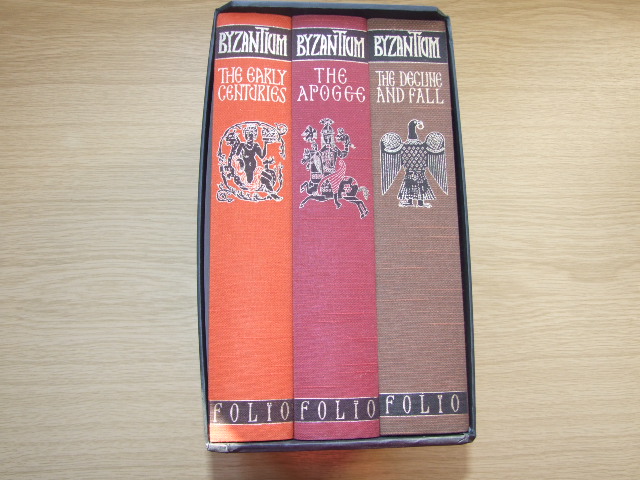 BYZANTIUM
THE EARLY
CENTURIES
FOLIO
BYZANTIUM
THE
APOGEE
FOLIO
BYZANTIUM
THE DECLINE
AND FALL
FOLIO